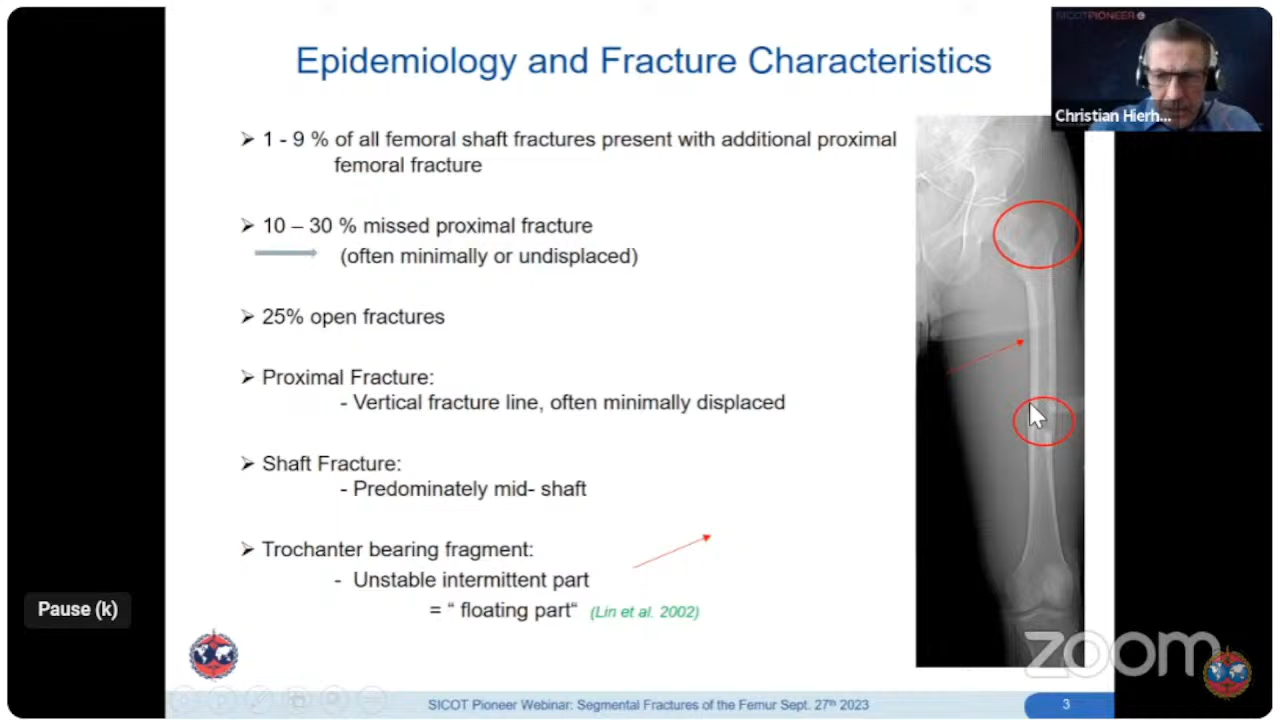 SICOTPIONEER
Epidemiology and Fracture Characteristics
Christian Hierh...
➢ 1 - 9 % of all femoral shaft fractures present with additional proximal
femoral fracture
➢ 10 – 30 % missed proximal fracture
(often minimally or undisplaced)
➢ 25% open fractures
➢ Proximal Fracture:
- Vertical fracture line, often minimally displaced
➢ Shaft Fracture:
- Predominately mid- shaft
➢ Trochanter bearing fragment:
- Unstable intermittent part
= “ floating part“ (Lin et al. 2002)
Pause (k)
zoom
SICOT Pioneer Webinar: Segmental Fractures of the Femur Sept. 27th 2023
3